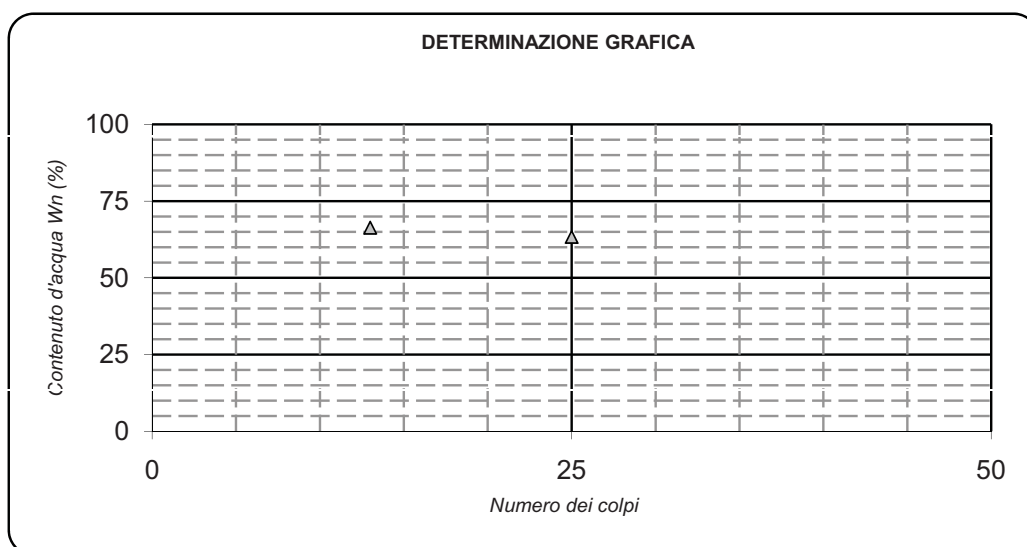 DETERMINAZIONE GRAFICA
100
75
50
25
0
Contenuto d'acqua Wn (%)
0 25 50
Numero dei colpi